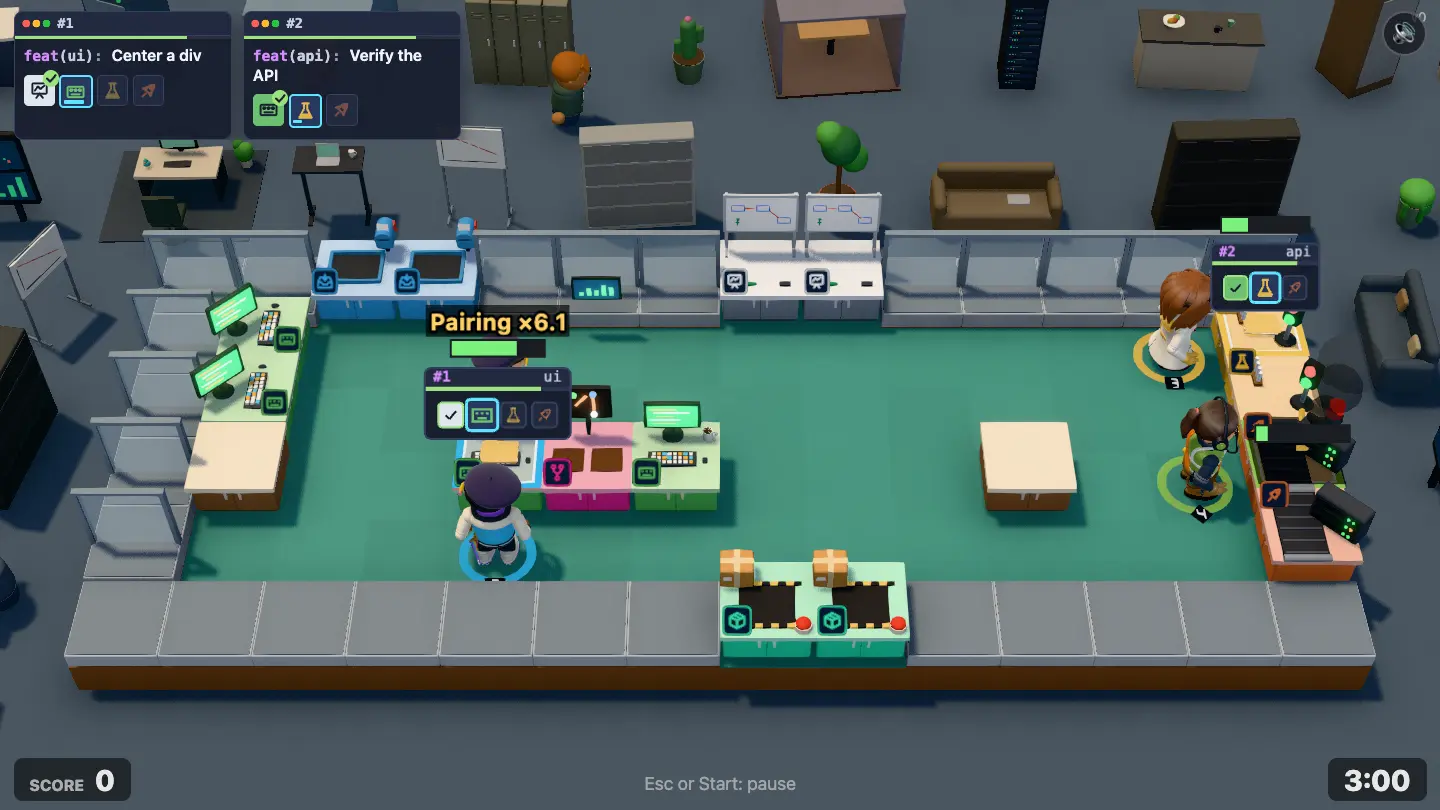 #1
feat(ui): Center a div
#2
feat(api): Verify the
API
#2 api
Pairing ×6.1
#1 ui
3
4
SCORE 0
Esc or Start: pause
3:00